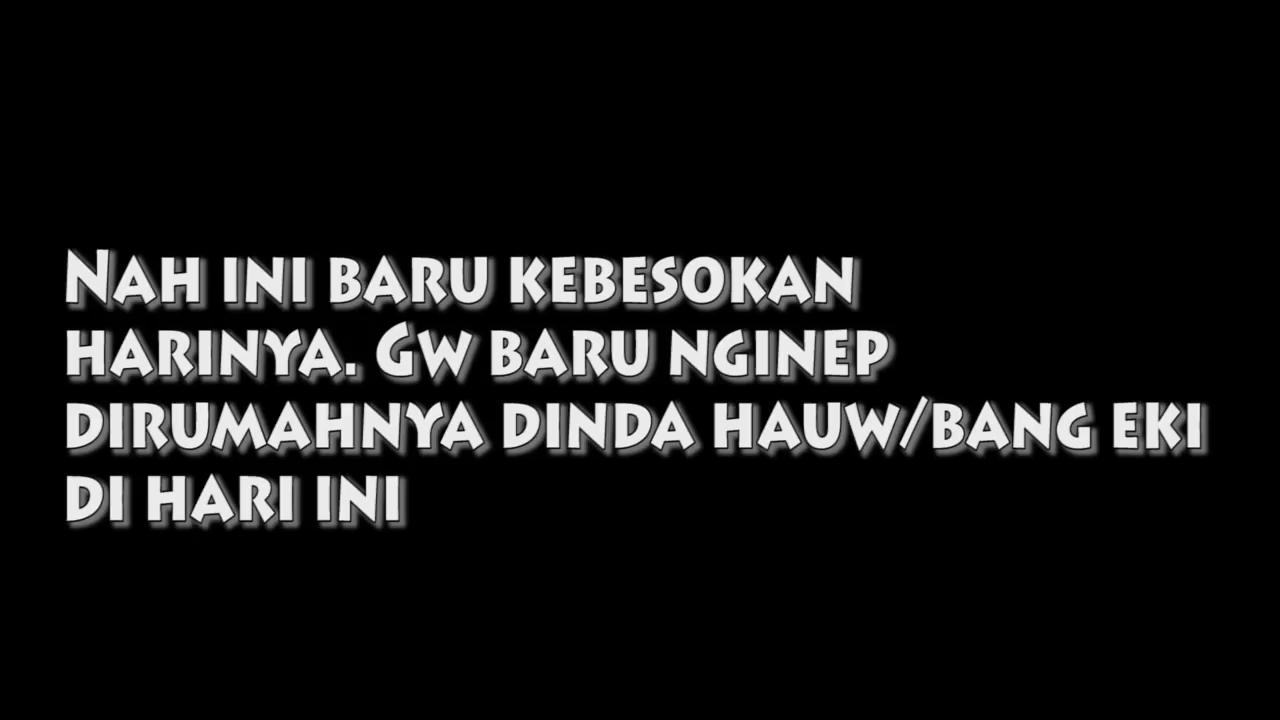 Nah ini baru kebesokan
harinya. Gw baru nginep
dirumahnya dinda hauw/bang eki
di hari ini